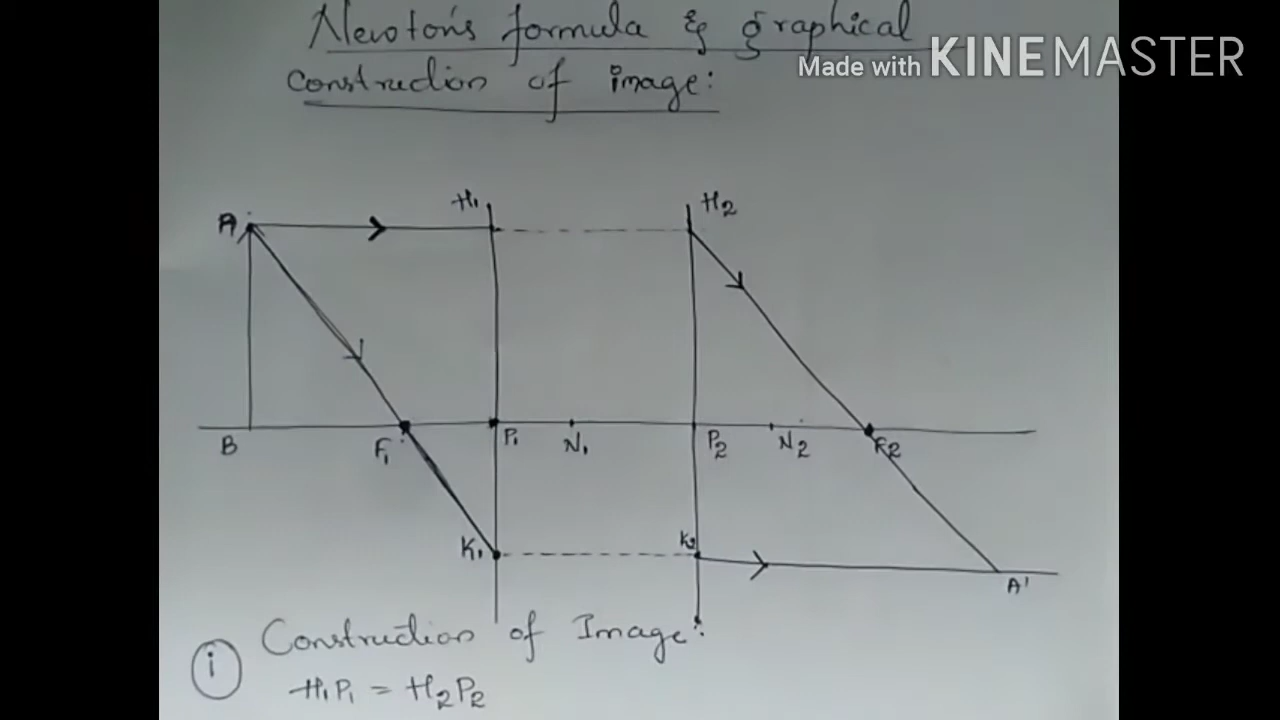 Newton's formula & graphical
construction of image:
Made with KINEMASTER
A H₁ H₂
B F₁ P₁ N₁ P₂ N₂ F₂
K₁ K₂ A'
i Construction of Image:
H₁P₁ = H₂P₂